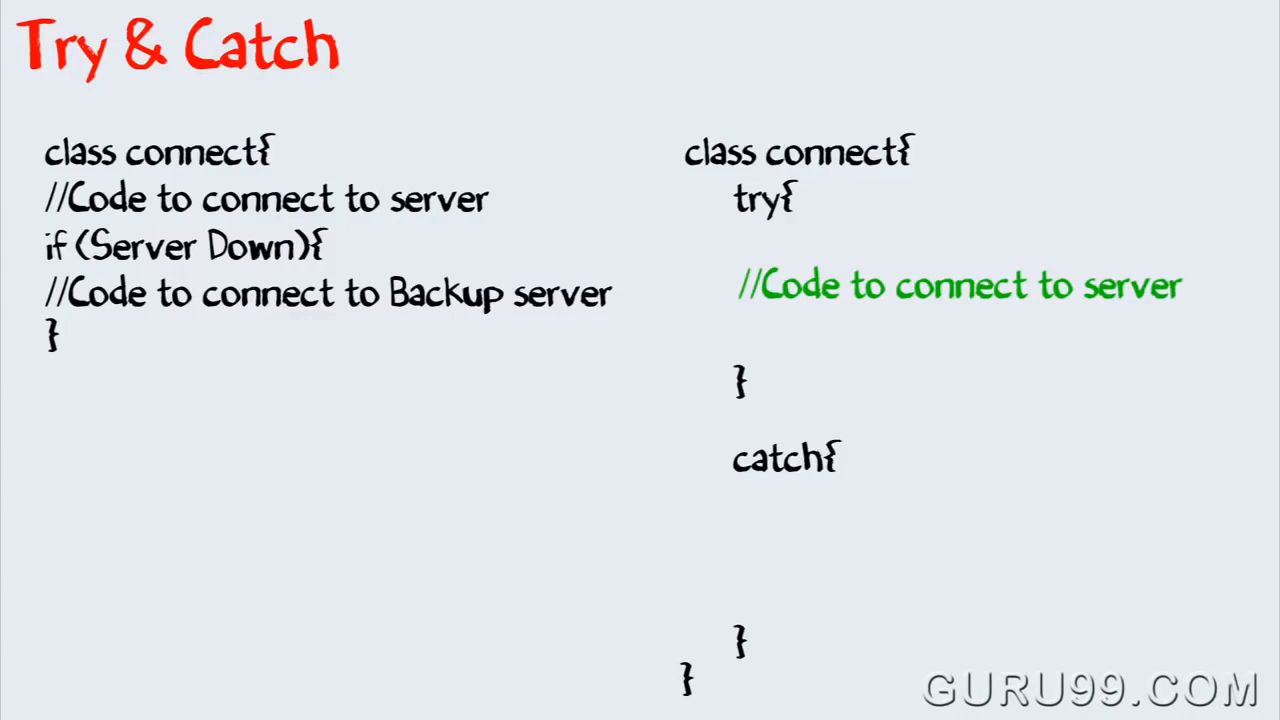 Try & Catch
class connect{
//Code to connect to server
if (Server Down){
//Code to connect to Backup server
}
class connect{
try{
//Code to connect to server
}
catch{
}
}
GURU99.COM